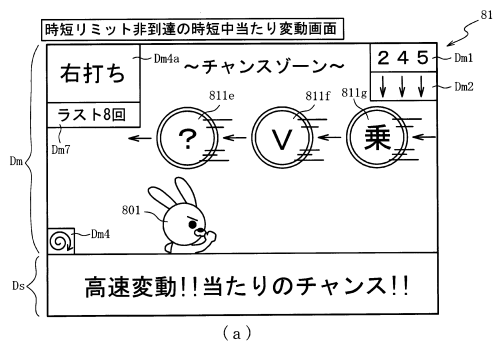 時短リミット非到達の時短中当たり変動画面
81
右打ち
Dm4a
~チャンスゾーン~
2 4 5
Dm1
↓ ↓ ↓
Dm2
ラスト8回
Dm7
811e
811f
811g
?
V
乗
Dm
801
Dm4
Ds
高速変動!!当たりのチャンス!!
(a)